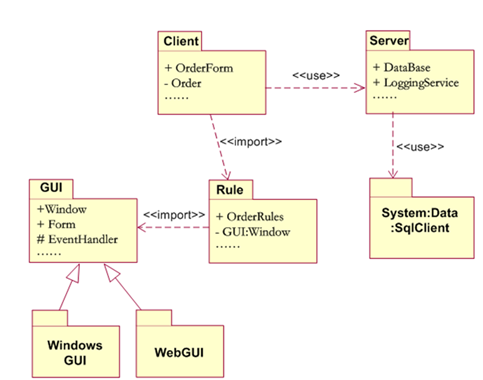 Client
+ OrderForm
- Order
......
<<use>>
Server
+ DataBase
+ LoggingService
......
<<import>>
<<use>>
GUI
+Window
+ Form
# EventHandler
......
<<import>>
Rule
+ OrderRules
- GUI:Window
......
System:Data
:SqlClient
Windows
GUI
WebGUI